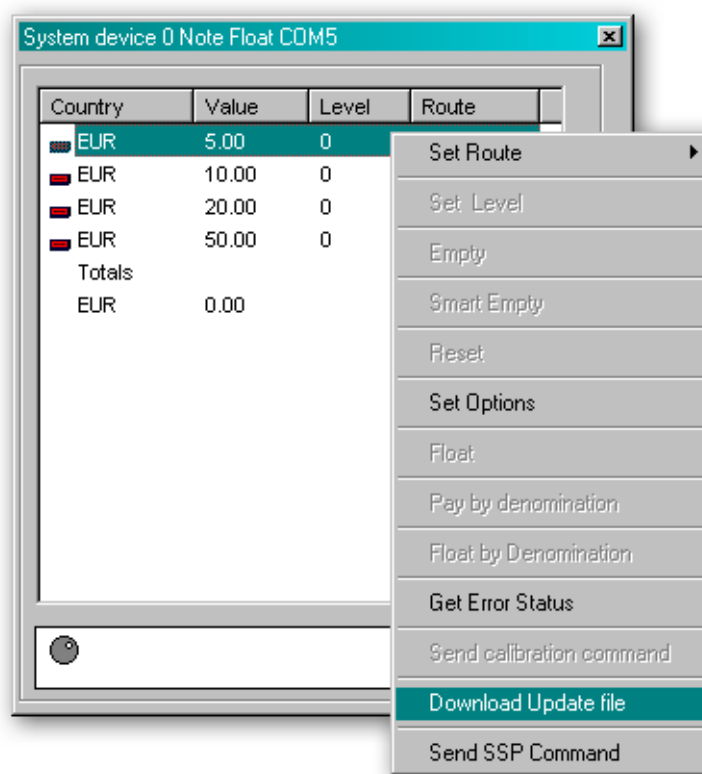 System device 0 Note Float COM5
Country Value Level Route
EUR 5.00 0
EUR 10.00 0
EUR 20.00 0
EUR 50.00 0
Totals
EUR 0.00
Set Route
Set Level
Empty
Smart Empty
Reset
Set Options
Float
Pay by denomination
Float by Denomination
Get Error Status
Send calibration command
Download Update file
Send SSP Command